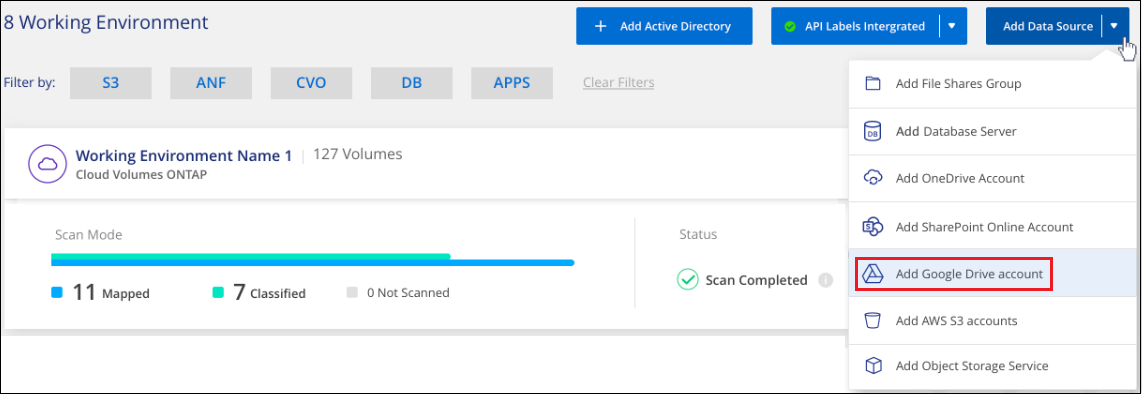 8 Working Environment
+ Add Active Directory
API Labels Intergrated
Add Data Source
Filter by:
S3
ANF
CVO
DB
APPS
Clear Filters
Add File Shares Group
DB
Add Database Server
Add OneDrive Account
Add SharePoint Online Account
Add Google Drive account
Add AWS S3 accounts
Add Object Storage Service
Working Environment Name 1 | 127 Volumes
Cloud Volumes ONTAP
Scan Mode
11 Mapped
7 Classified
0 Not Scanned
Status
Scan Completed
i